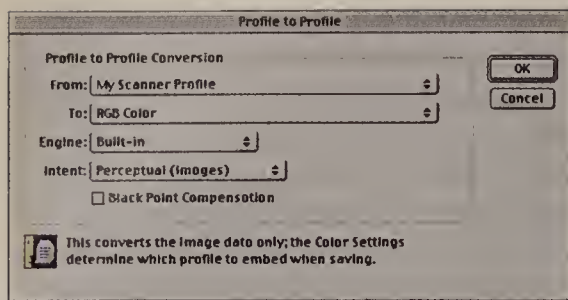 Profile to Profile
Profile to Profile Conversion
From: My Scanner Profile
To: RGB Color
Engine: Built-in
Intent: Perceptual (Images)
Black Point Compensation
OK
Cancel
This converts the image data only; the Color Settings
determine which profile to embed when saving.